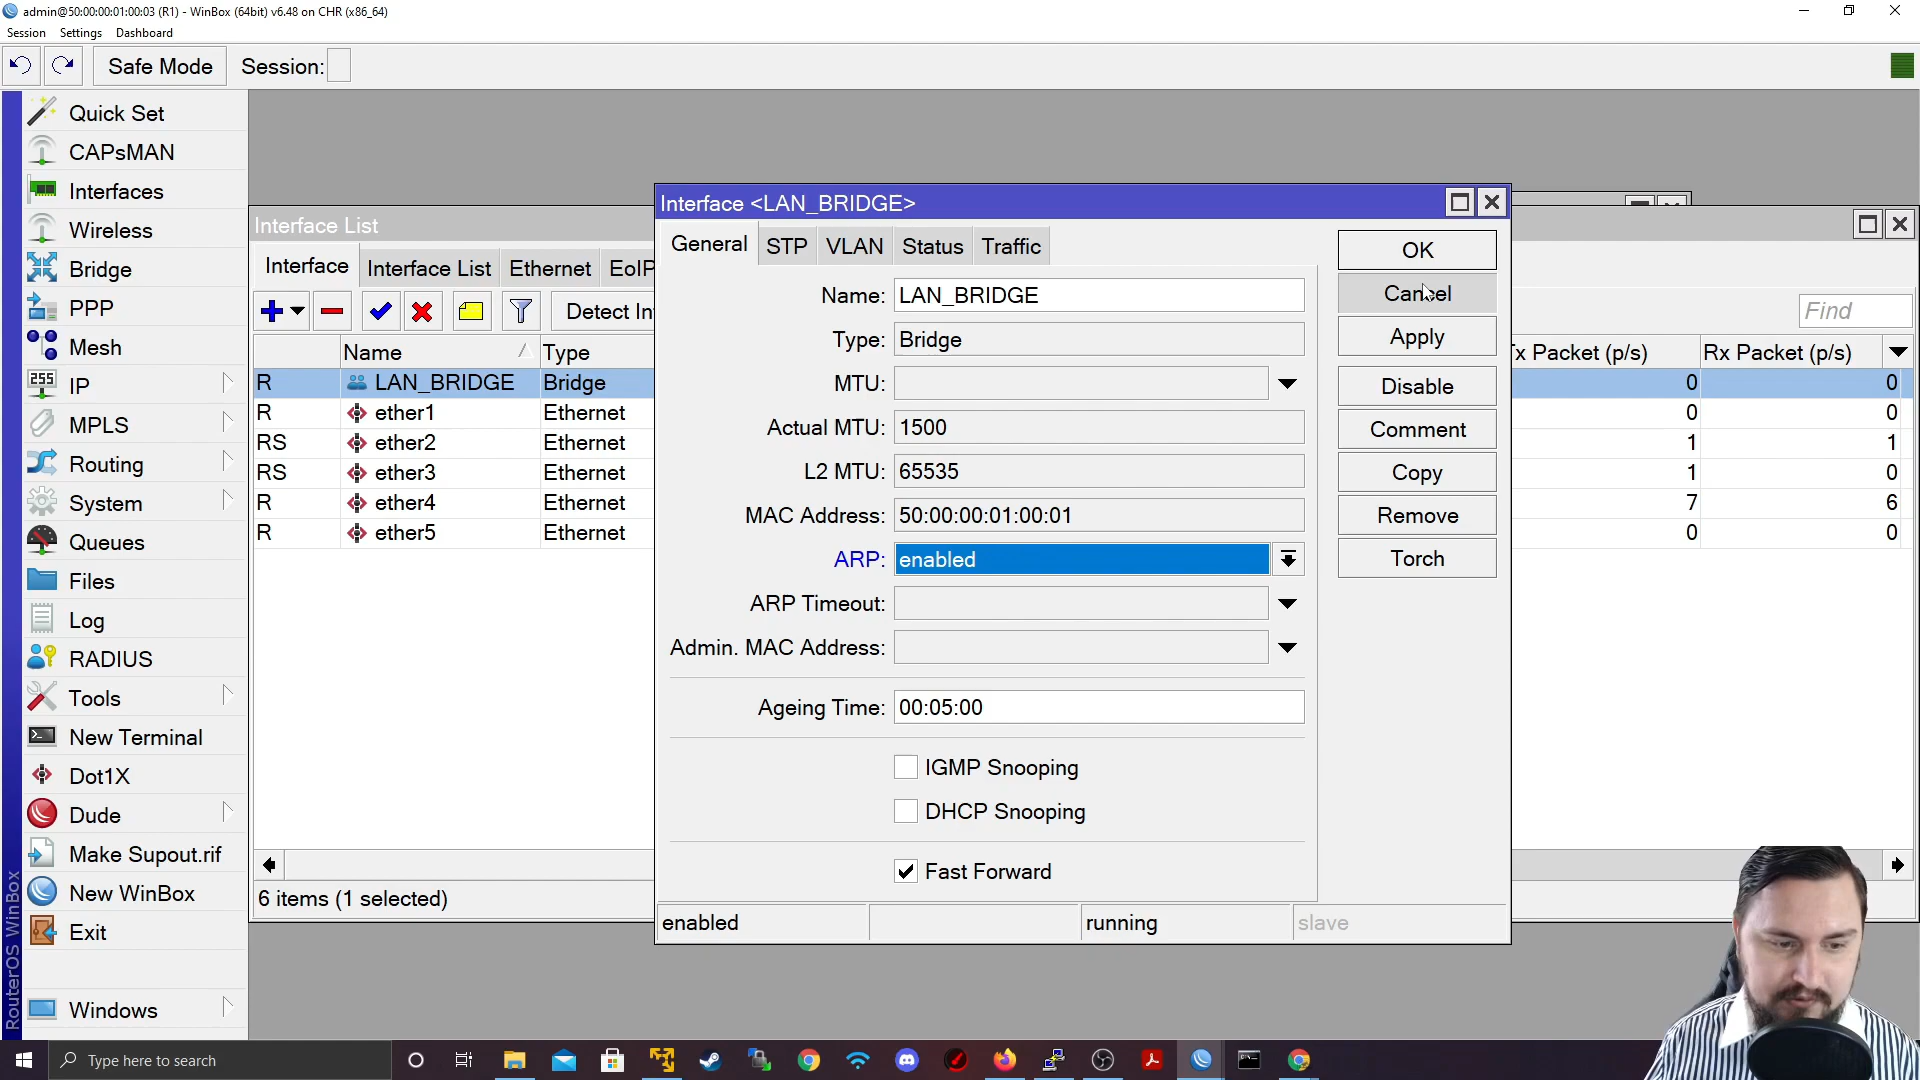 admin@50:00:00:01:00:03 (R1) - WinBox (64bit) v6.48 on CHR (x86_64)
Session Settings Dashboard
Safe Mode Session:
Quick Set
CAPsMAN
Interfaces
Wireless
Bridge
PPP
Mesh
IP
MPLS
Routing
System
Queues
Files
Log
RADIUS
Tools
New Terminal
Dot1X
Dude
Make Supout.rif
New WinBox
Exit
Windows
RouterOS WinBox
Interface List
Interface Interface List Ethernet EoIP
Detect In
Find
Name Type
Tx Packet (p/s) Rx Packet (p/s)
R LAN_BRIDGE Bridge 0 0
R ether1 Ethernet 0 0
RS ether2 Ethernet 1 1
RS ether3 Ethernet 1 0
R ether4 Ethernet 7 6
R ether5 Ethernet 0 0
6 items (1 selected)
Interface <LAN_BRIDGE>
General STP VLAN Status Traffic
Name: LAN_BRIDGE
Type: Bridge
MTU:
Actual MTU: 1500
L2 MTU: 65535
MAC Address: 50:00:00:01:00:01
ARP: enabled
ARP Timeout:
Admin. MAC Address:
Ageing Time: 00:05:00
IGMP Snooping
DHCP Snooping
Fast Forward
OK
Cancel
Apply
Disable
Comment
Copy
Remove
Torch
enabled running slave
Type here to search